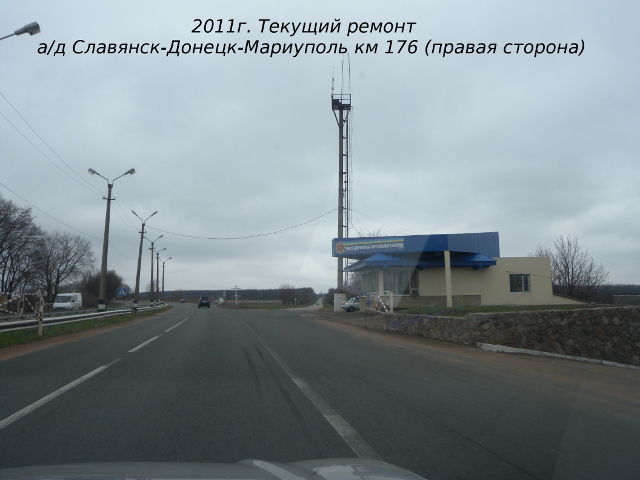 2011г. Текущий ремонт
а/д Славянск-Донецк-Мариуполь км 176 (правая сторона)